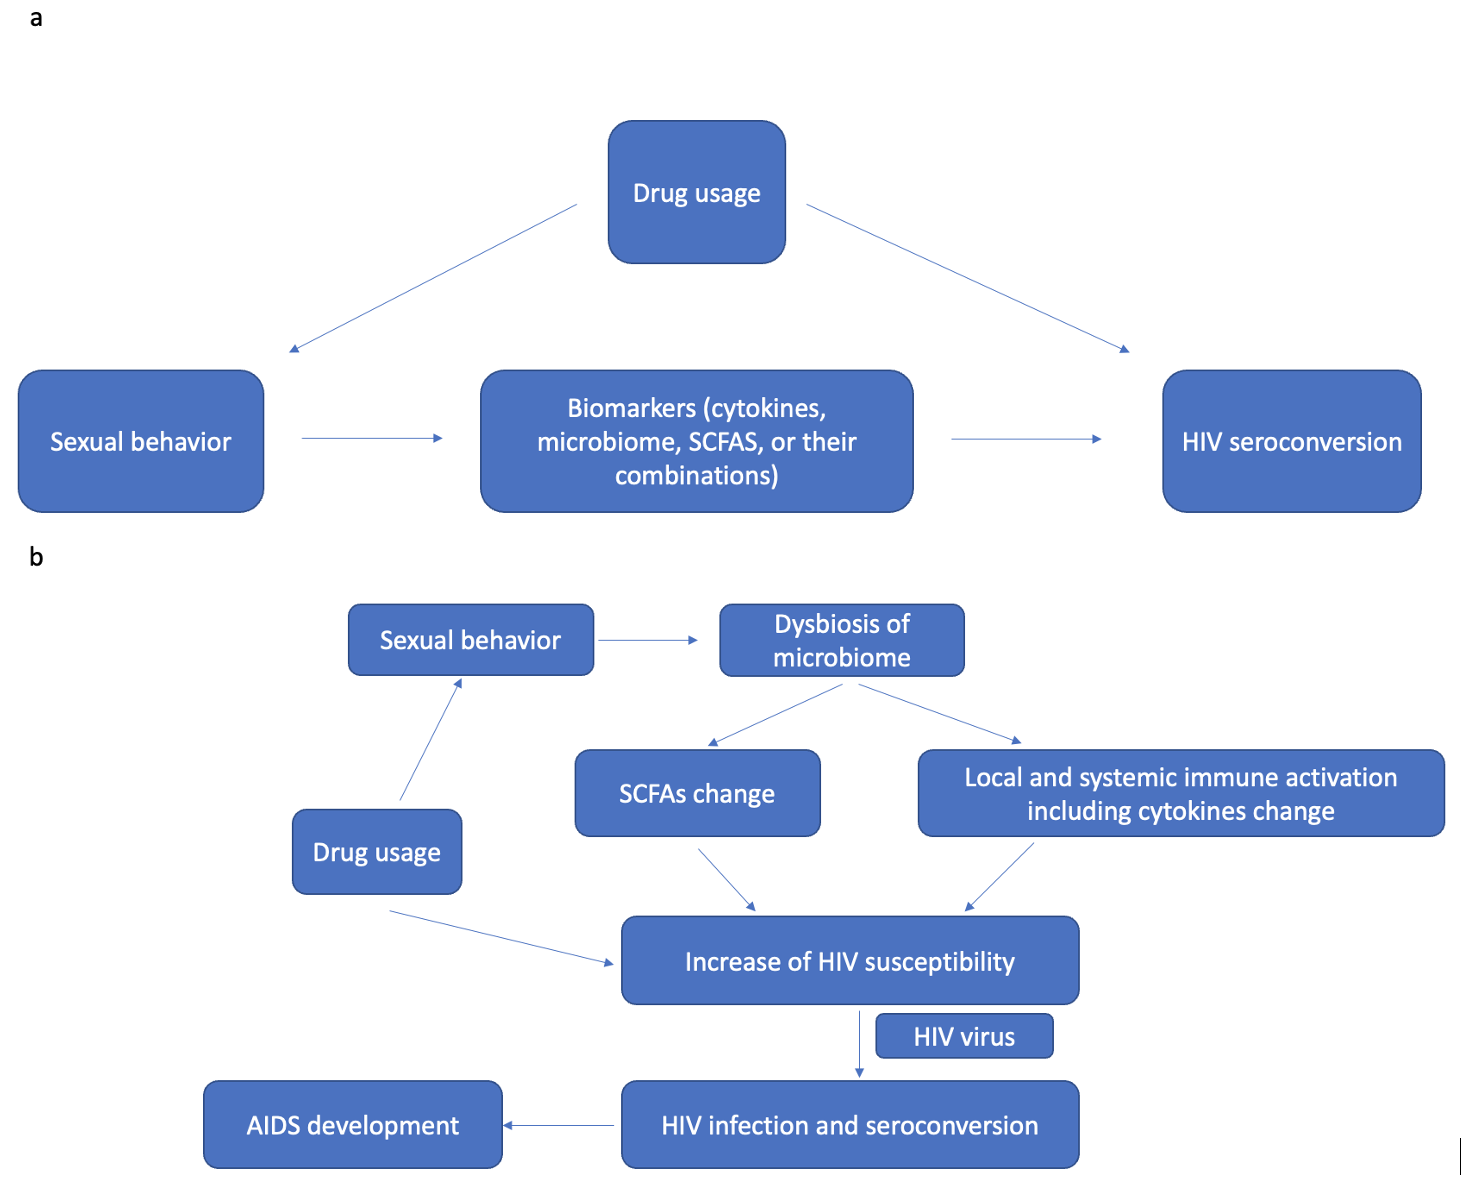 a
Drug usage
Sexual behavior
Biomarkers (cytokines,
microbiome, SCFAS, or their
combinations)
HIV seroconversion
b
Sexual behavior
Dysbiosis of
microbiome
SCFAs change
Local and systemic immune activation
including cytokines change
Drug usage
Increase of HIV susceptibility
HIV virus
AIDS development
HIV infection and seroconversion